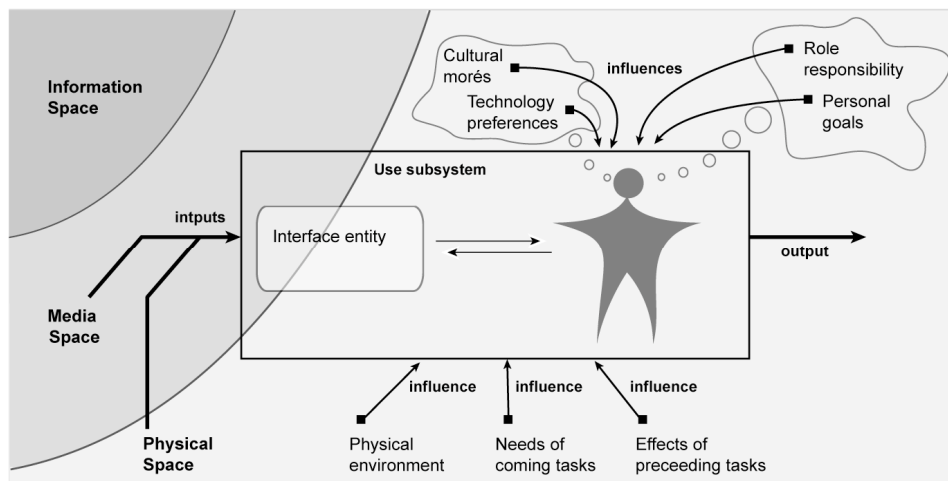 Information
Space
Cultural
morés
Technology
preferences
influences
Role
responsibility
Personal
goals
Use subsystem
intputs
Interface entity
output
Media
Space
Physical
Space
influence
influence
influence
Physical
environment
Needs of
coming tasks
Effects of
preceeding tasks